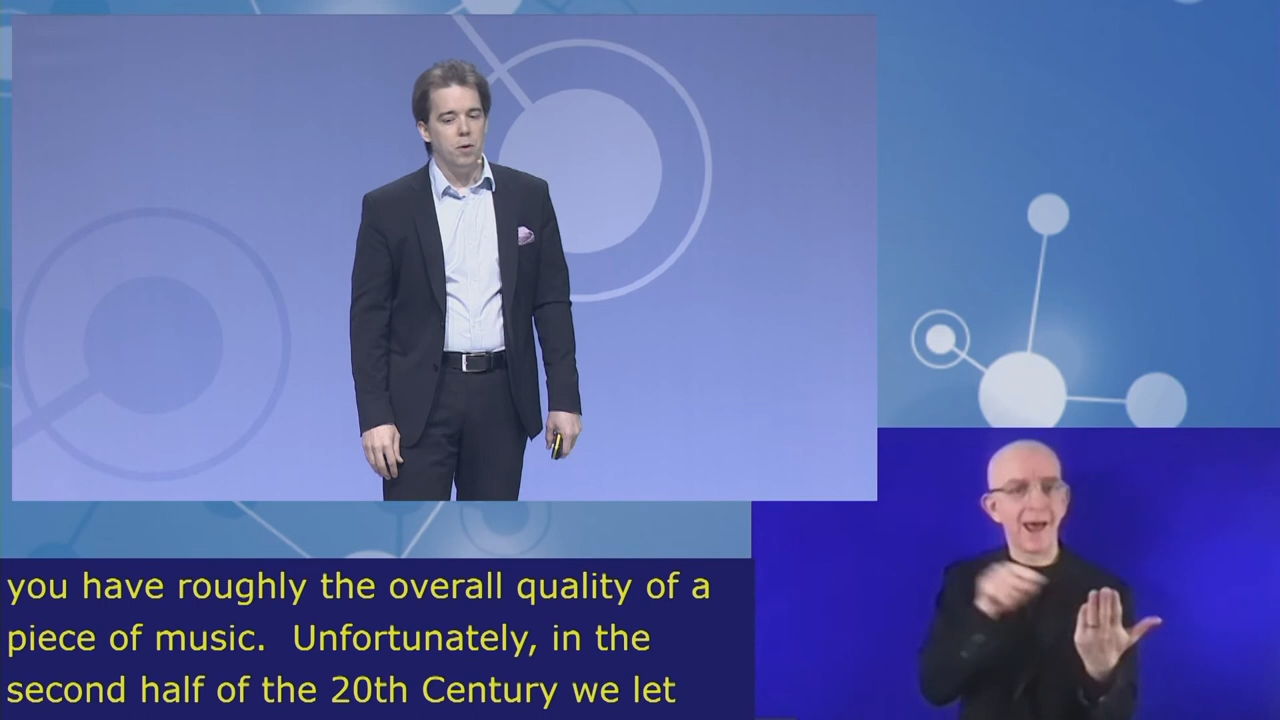 you have roughly the overall quality of a
piece of music.  Unfortunately, in the
second half of the 20th Century we let